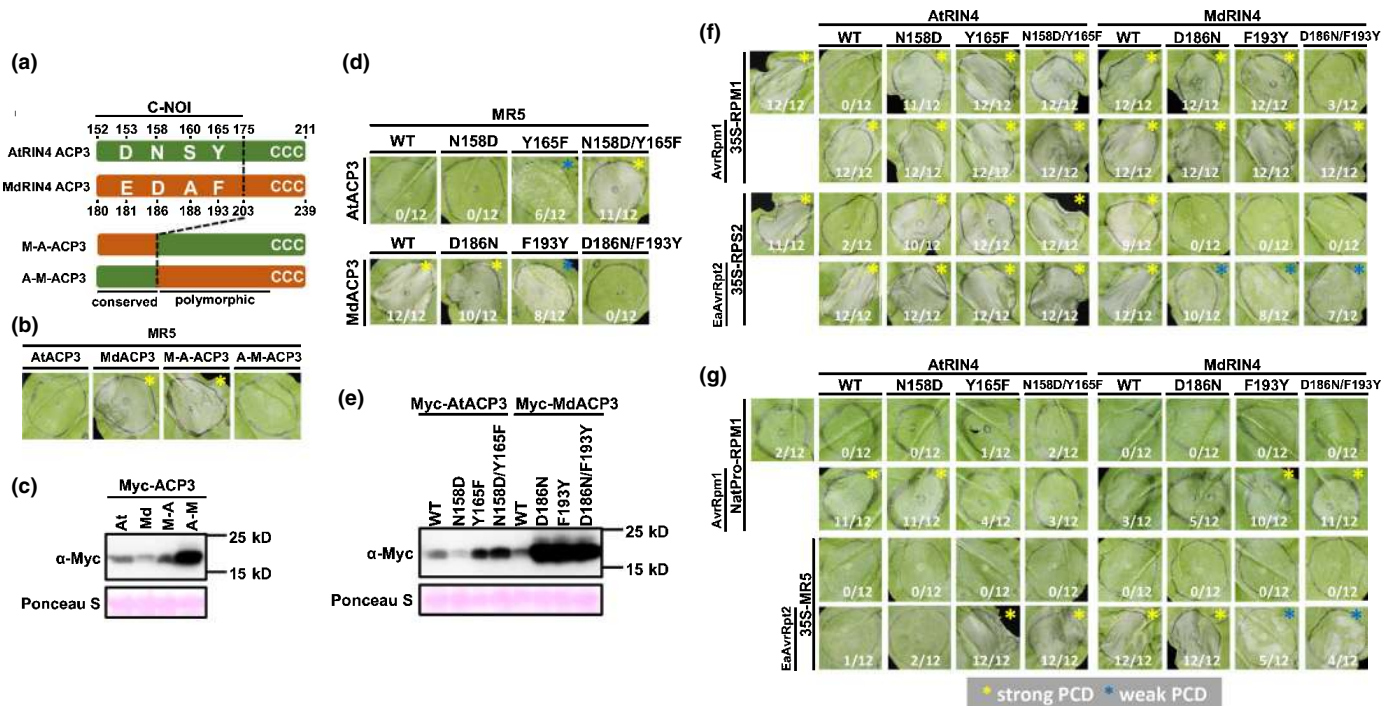 (a)
C-NOI
152 153 158 160 165 175 211
AtRIN4 ACP3 D N S Y CCC
MdRIN4 ACP3 E D A F CCC
180 181 186 188 193 203 239
M-A-ACP3 CCC
A-M-ACP3 CCC
conserved polymorphic
(b)
MR5
AtACP3 MdACP3 M-A-ACP3 A-M-ACP3
* *
(c)
Myc-ACP3
At Md M-A A-M
α-Myc 25 kD
15 kD
Ponceau S
(d)
MR5
WT N158D Y165F N158D/Y165F
AtACP3
* *
0/12 0/12 6/12 11/12
WT D186N F193Y D186N/F193Y
MdACP3
* * *
12/12 10/12 8/12 0/12
(e)
Myc-AtACP3 Myc-MdACP3
WT N158D Y165F N158D/Y165F WT D186N F193Y D186N/F193Y
α-Myc 25 kD
15 kD
Ponceau S
(f)
AtRIN4 MdRIN4
WT N158D Y165F N158D/Y165F WT D186N F193Y D186N/F193Y
35S-RPM1
12/12 0/12 11/12 12/12 12/12 12/12 12/12 12/12 3/12
AvrRpm1
12/12 12/12 12/12 12/12 12/12 12/12 12/12 12/12
35S-RPS2
11/12 2/12 10/12 12/12 12/12 9/12 0/12 0/12 0/12
EaAvrRpt2
12/12 12/12 12/12 12/12 12/12 10/12 8/12 7/12
(g)
AtRIN4 MdRIN4
WT N158D Y165F N158D/Y165F WT D186N F193Y D186N/F193Y
NatPro-RPM1
2/12 0/12 0/12 1/12 2/12 0/12 0/12 0/12 0/12
AvrRpm1
11/12 11/12 4/12 3/12 3/12 5/12 10/12 11/12
35S-MR5
0/12 0/12 0/12 0/12 0/12 0/12 0/12 0/12
EaAvrRpt2
1/12 2/12 12/12 12/12 12/12 12/12 5/12 4/12
* strong PCD * weak PCD